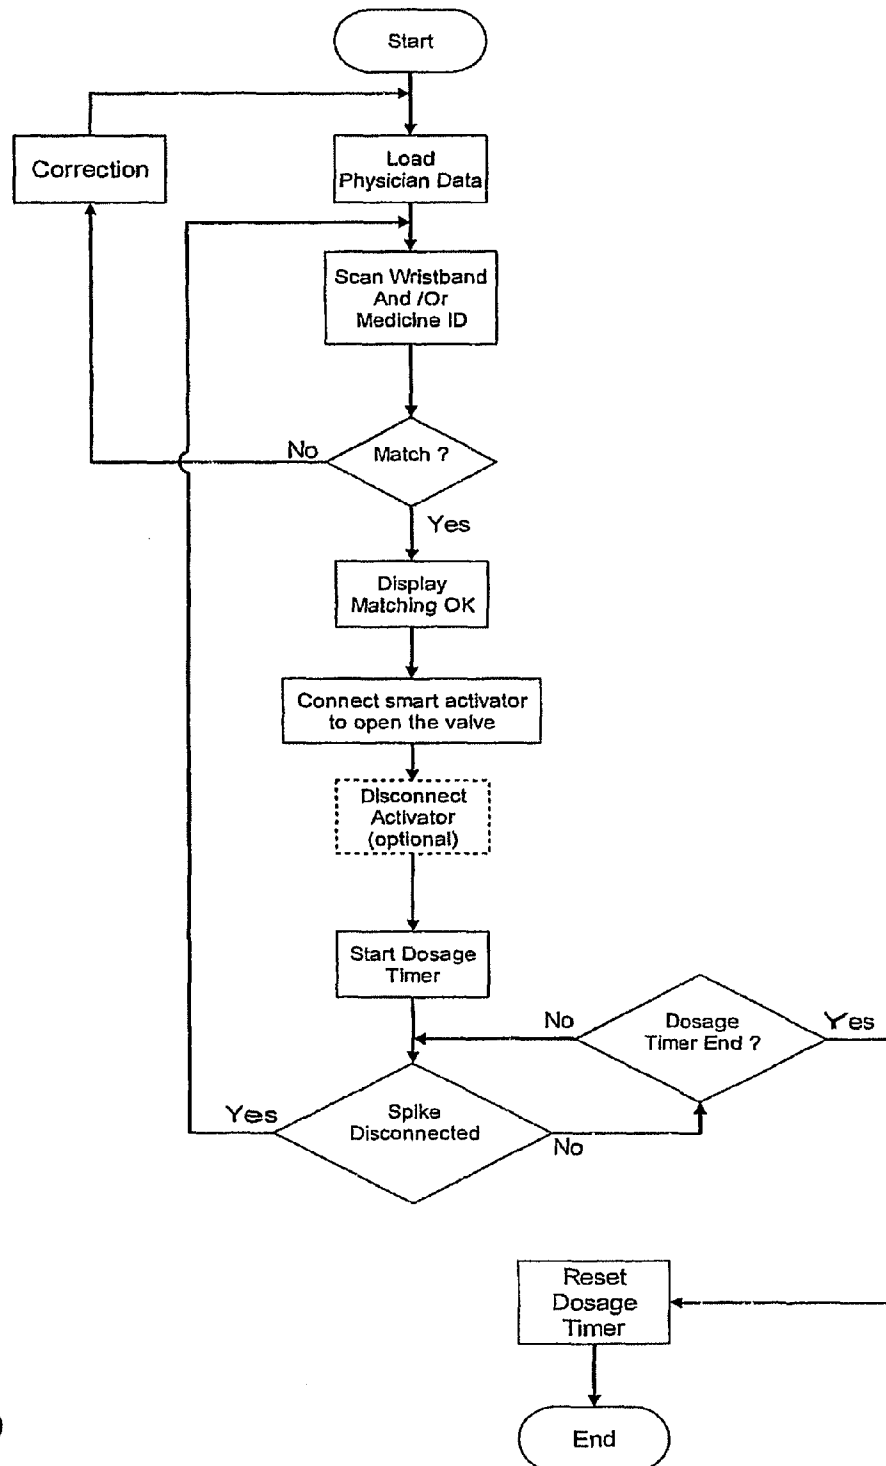 Start
Correction
Load
Physician Data
Scan Wristband
And /Or
Medicine ID
No
Match ?
Yes
Display
Matching OK
Connect smart activator
to open the valve
Disconnect
Activator
(optional)
Start Dosage
Timer
No
Dosage
Timer End ?
Yes
Yes
Spike
Disconnected
No
Reset
Dosage
Timer
End